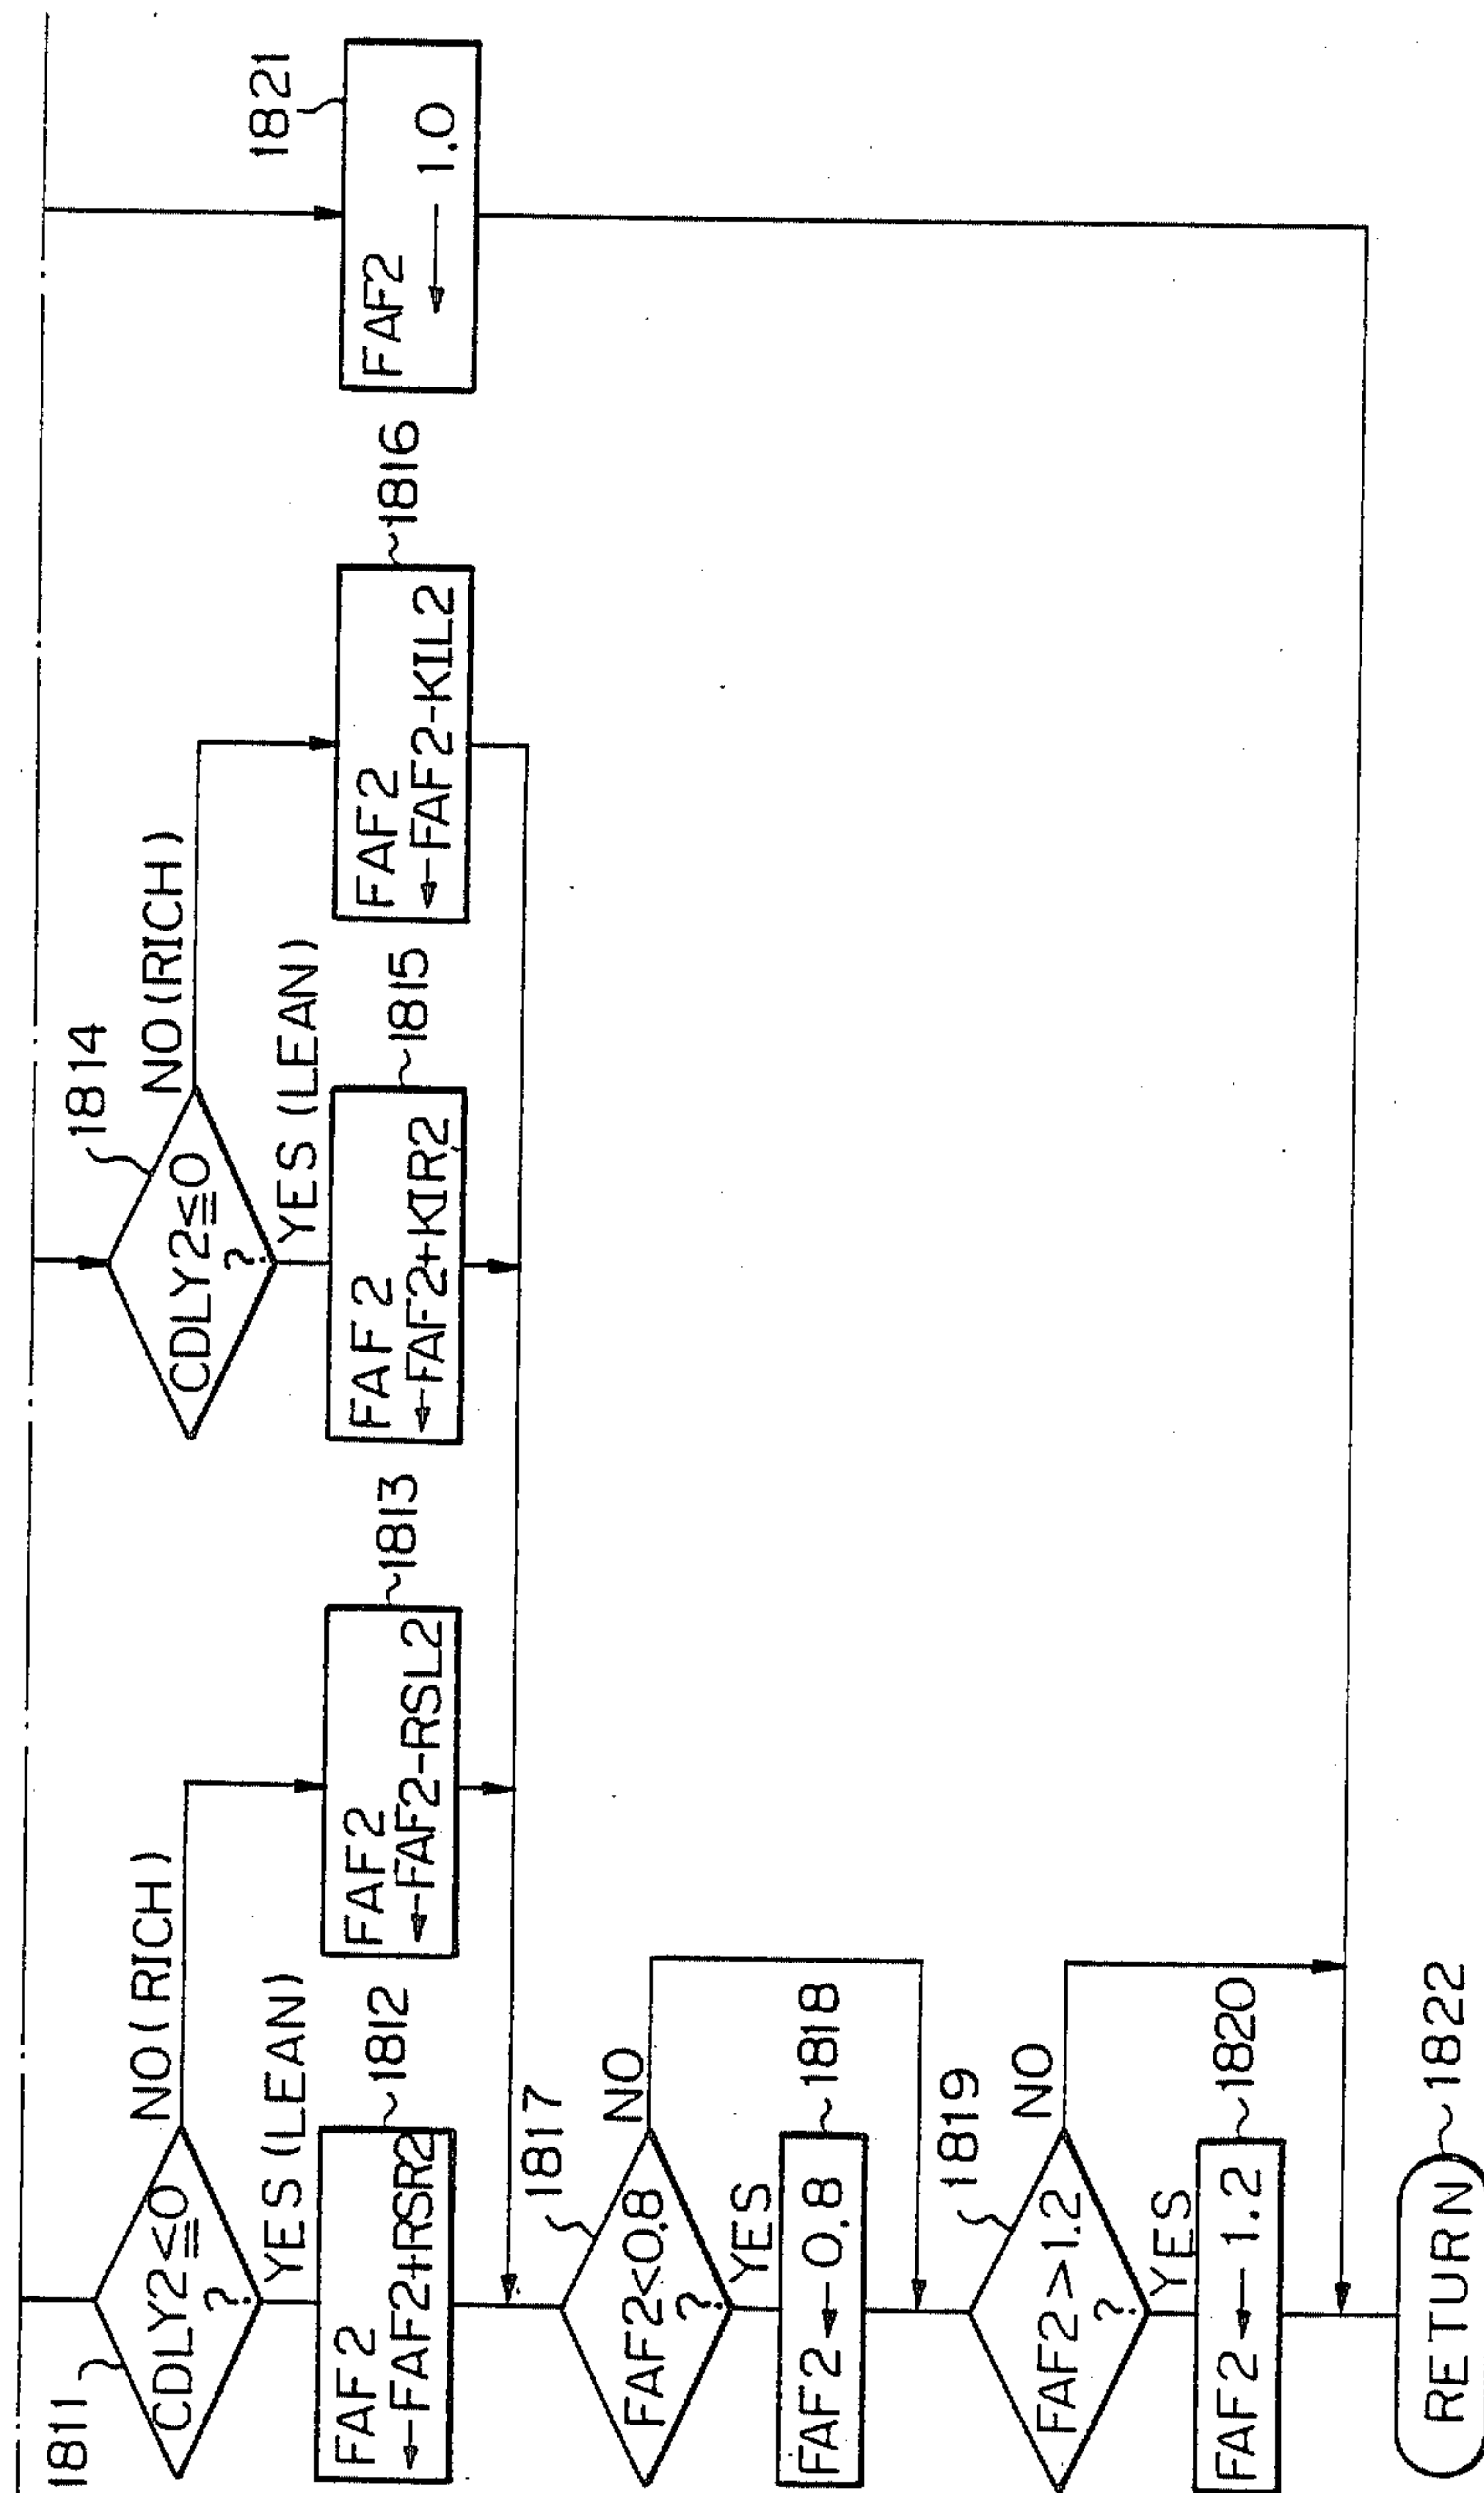 1811
CDLY2≦0
?
NO (RICH)
YES (LEAN)
FAF2
←FAF2+RSR2
~1812
FAF2
←FAF2-RSL2
~1813
1814
CDLY2≦0
?
NO (RICH)
YES (LEAN)
FAF2
←FAF2+KIR2
~1815
FAF2
←FAF2-KIL2
~1816
1821
FAF2
← 1.0
1817
FAF2<0.8
?
NO
YES
FAF2 ← 0.8
~1818
1819
FAF2>1.2
?
NO
YES
FAF2 ← 1.2
~1820
RETURN
~1822